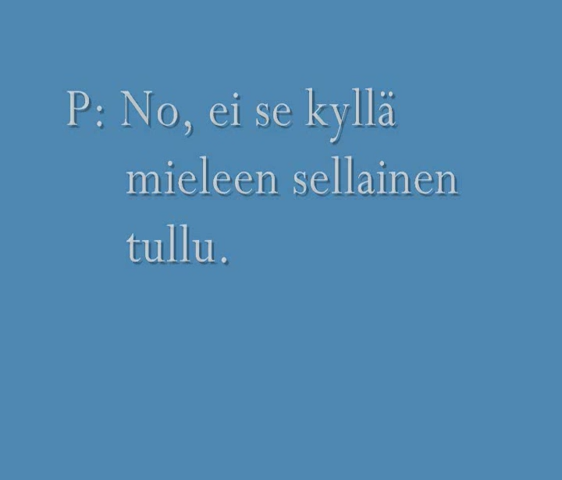 P: No, ei se kyllä
mieleen sellainen
tullu.